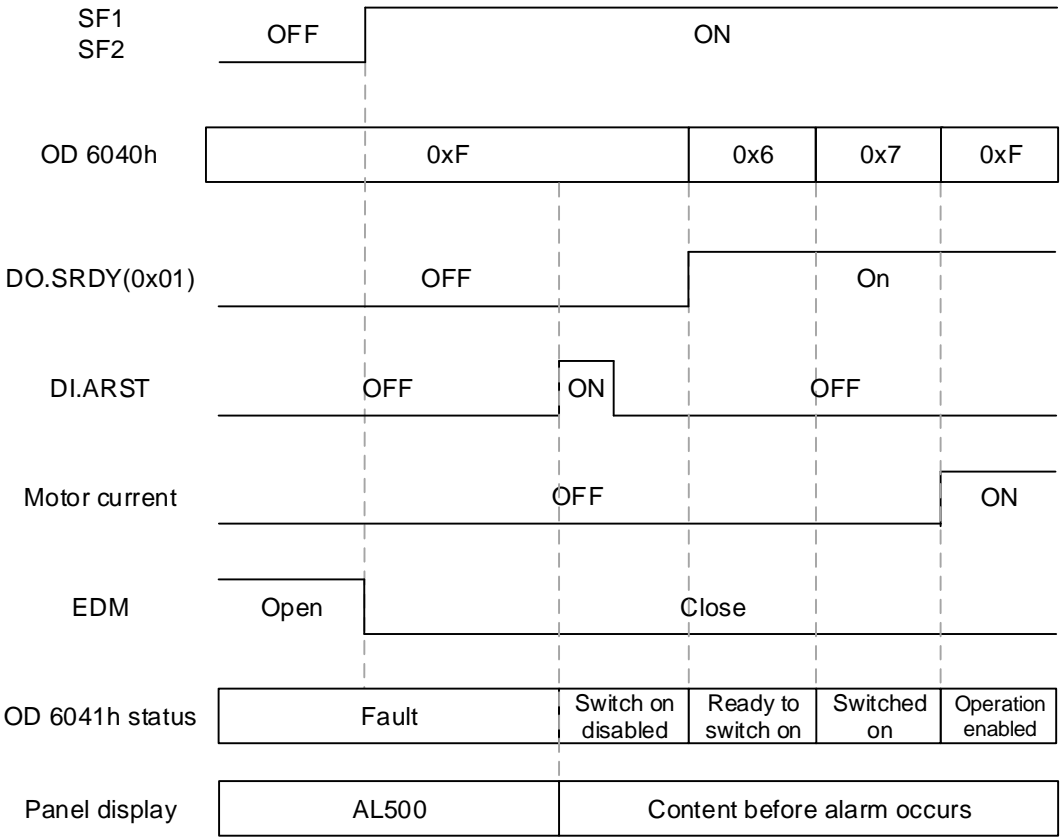 SF1
SF2
OFF
ON
OD 6040h
0xF
0x6
0x7
0xF
DO.SRDY(0x01)
OFF
On
DI.ARST
OFF
ON
OFF
Motor current
OFF
ON
EDM
Open
Close
OD 6041h status
Fault
Switch on
disabled
Ready to
switch on
Switched
on
Operation
enabled
Panel display
AL500
Content before alarm occurs